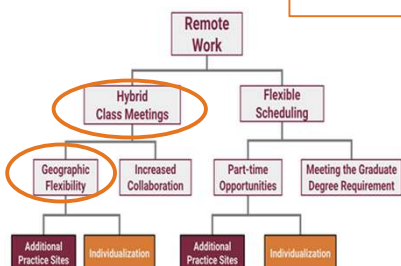 Remote
Work
Hybrid
Class Meetings
Flexible
Scheduling
Geographic
Flexibility
Increased
Collaboration
Part-time
Opportunities
Meeting the Graduate
Degree Requirement
Additional
Practice Sites
Individualization
Additional
Practice Sites
Individualization